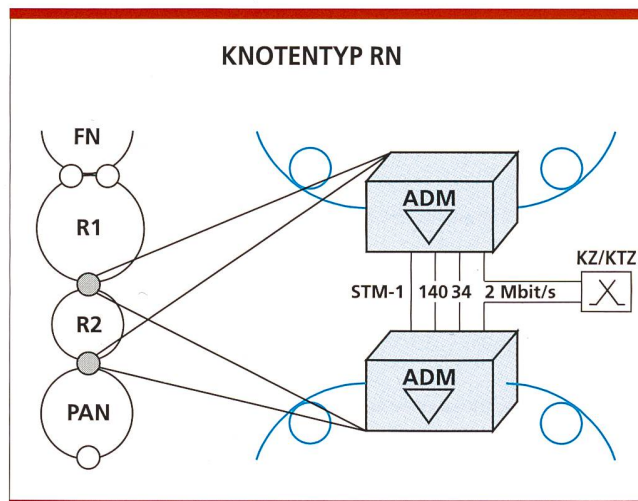 KNOTENTYP RN
FN
R1
R2
PAN
ADM
STM-1 140 34 2 Mbit/s
KZ/KTZ
ADM